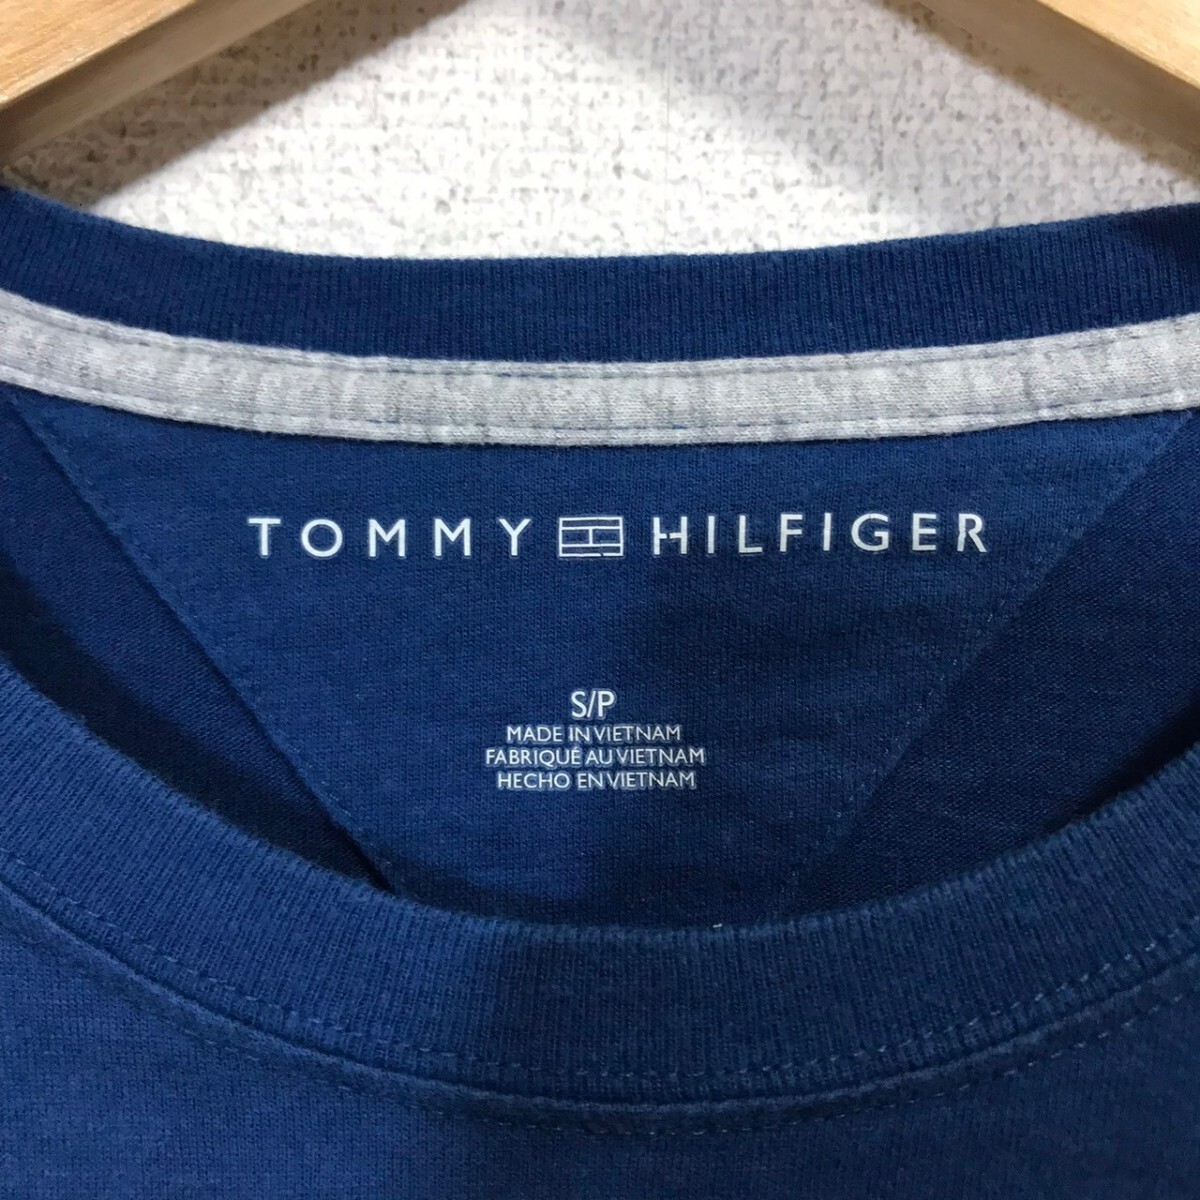 TOMMY HILFIGER
S/P
MADE IN VIETNAM
FABRIQUÉ AU VIETNAM
HECHO EN VIETNAM